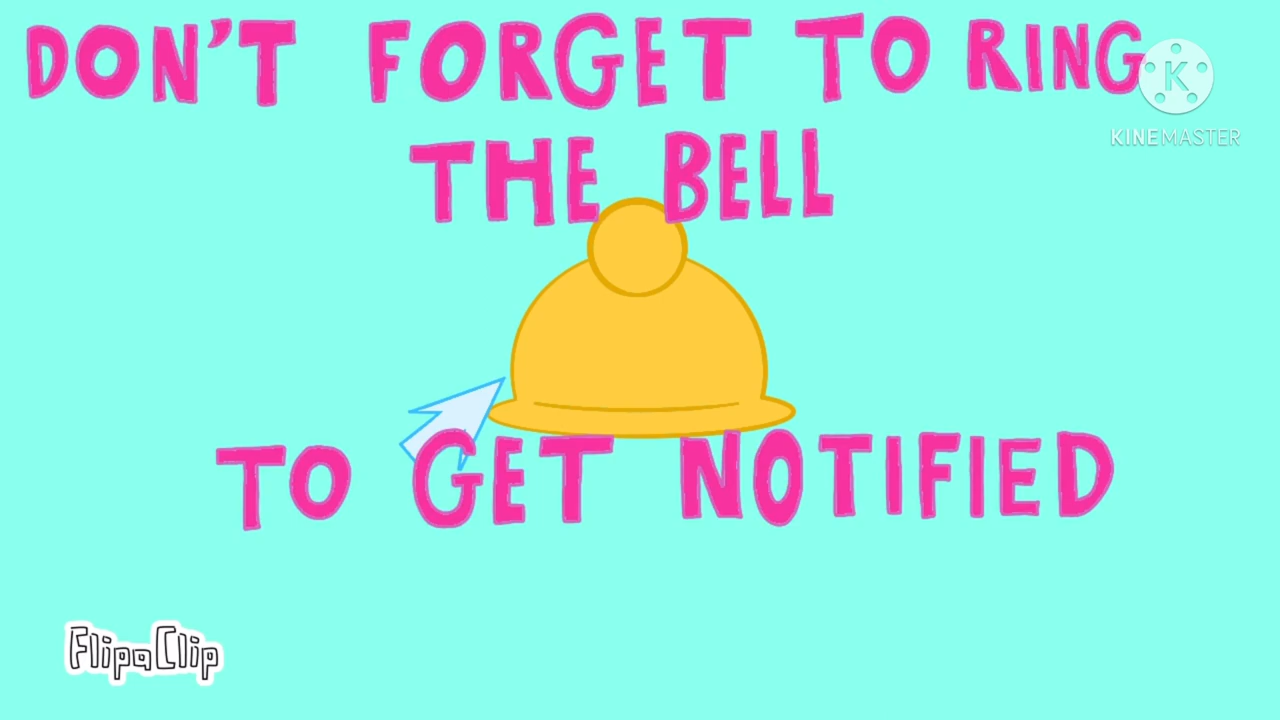 DON'T FORGET TO RING
K
KINEMASTER
THE BELL
TO GET NOTIFIED
FlipaClip